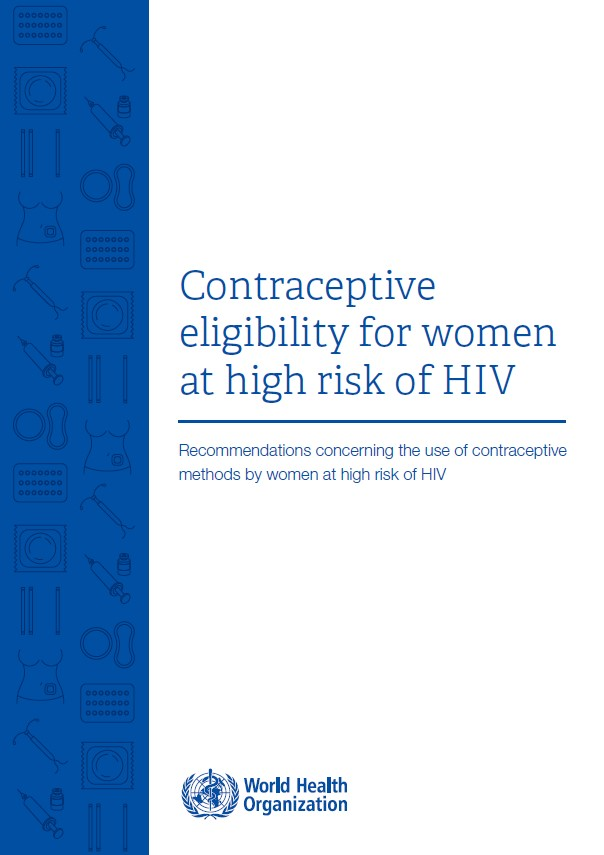 Contraceptive
eligibility for women
at high risk of HIV
Recommendations concerning the use of contraceptive
methods by women at high risk of HIV
World Health
Organization